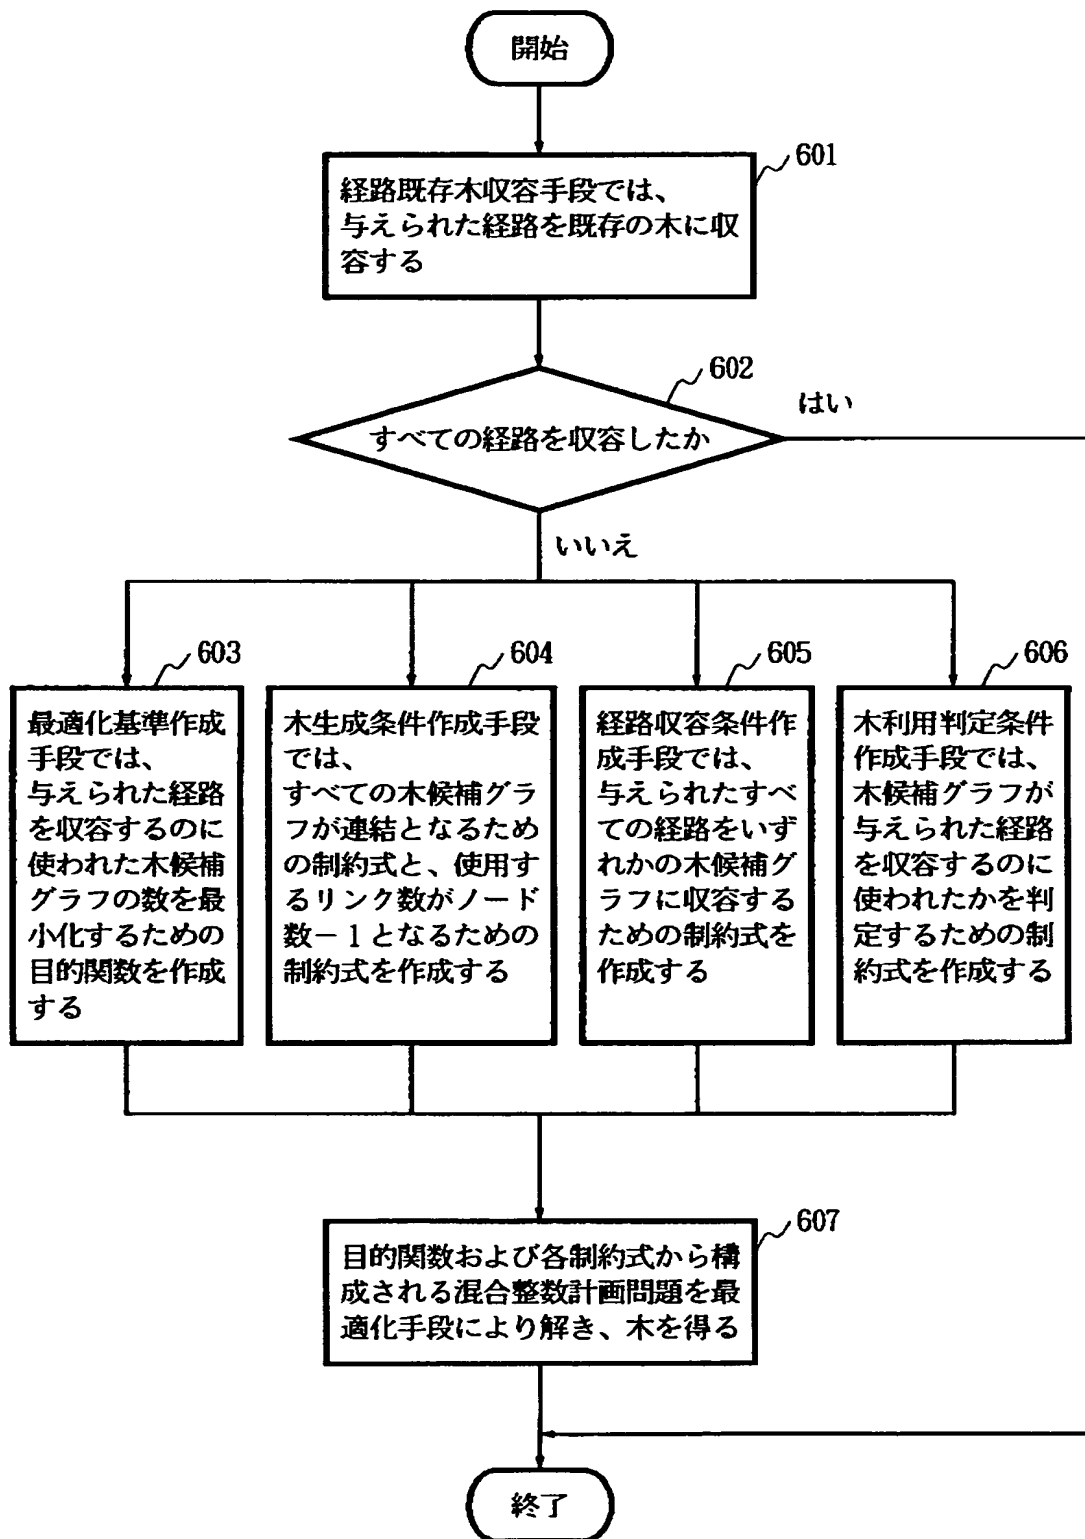 開始
601
経路既存木収容手段では、
与えられた経路を既存の木に収
容する
602
すべての経路を収容したか
はい
いいえ
603
最適化基準作成
手段では、
与えられた経路
を収容するのに
使われた木候補
グラフの数を最
小化するための
目的関数を作成
する
604
木生成条件作成手段
では、
すべての木候補グラ
フが連結となるため
の制約式と、使用す
るリンク数がノード
数－１となるための
制約式を作成する
605
経路収容条件作
成手段では、
与えられたすべ
ての経路をいず
れかの木候補グ
ラフに収容する
ための制約式を
作成する
606
木利用判定条件
作成手段では、
木候補グラフが
与えられた経路
を収容するのに
使われたかを判
定するための制
約式を作成する
607
目的関数および各制約式から構
成される混合整数計画問題を最
適化手段により解き、木を得る
終了